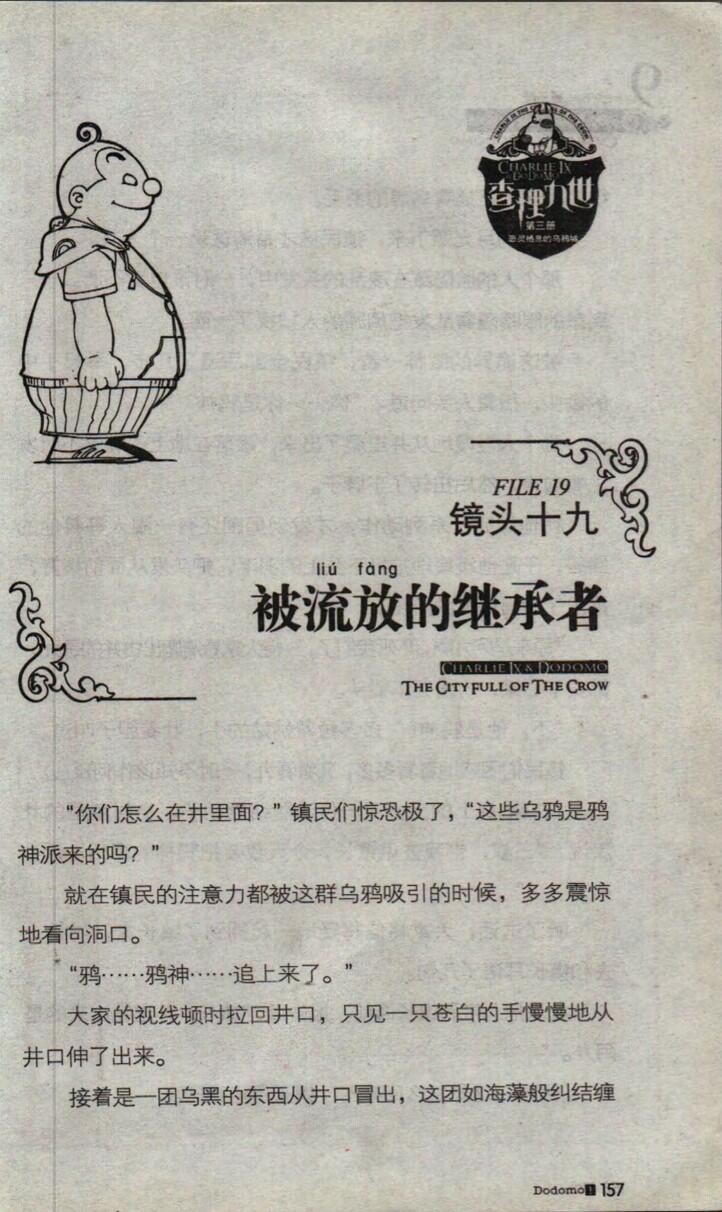 CHARLIE IX
& DODOMO
查理九世
第三册
恐灵栖息的乌鸦城
FILE 19
镜头十九
liú fàng
被流放的继承者
CHARLIE IX & DODOMO
THE CITY FULL OF THE CROW
“你们怎么在井里面？”镇民们惊恐极了，“这些乌鸦是鸦
神派来的吗？”
就在镇民的注意力都被这群乌鸦吸引的时候，多多震惊
地看向洞口。
“鸦……鸦神……追上来了。”
大家的视线顿时拉回井口，只见一只苍白的手慢慢地从
井口伸了出来。
接着是一团乌黑的东西从井口冒出，这团如海藻般纠结缠
Dodomo 1 157